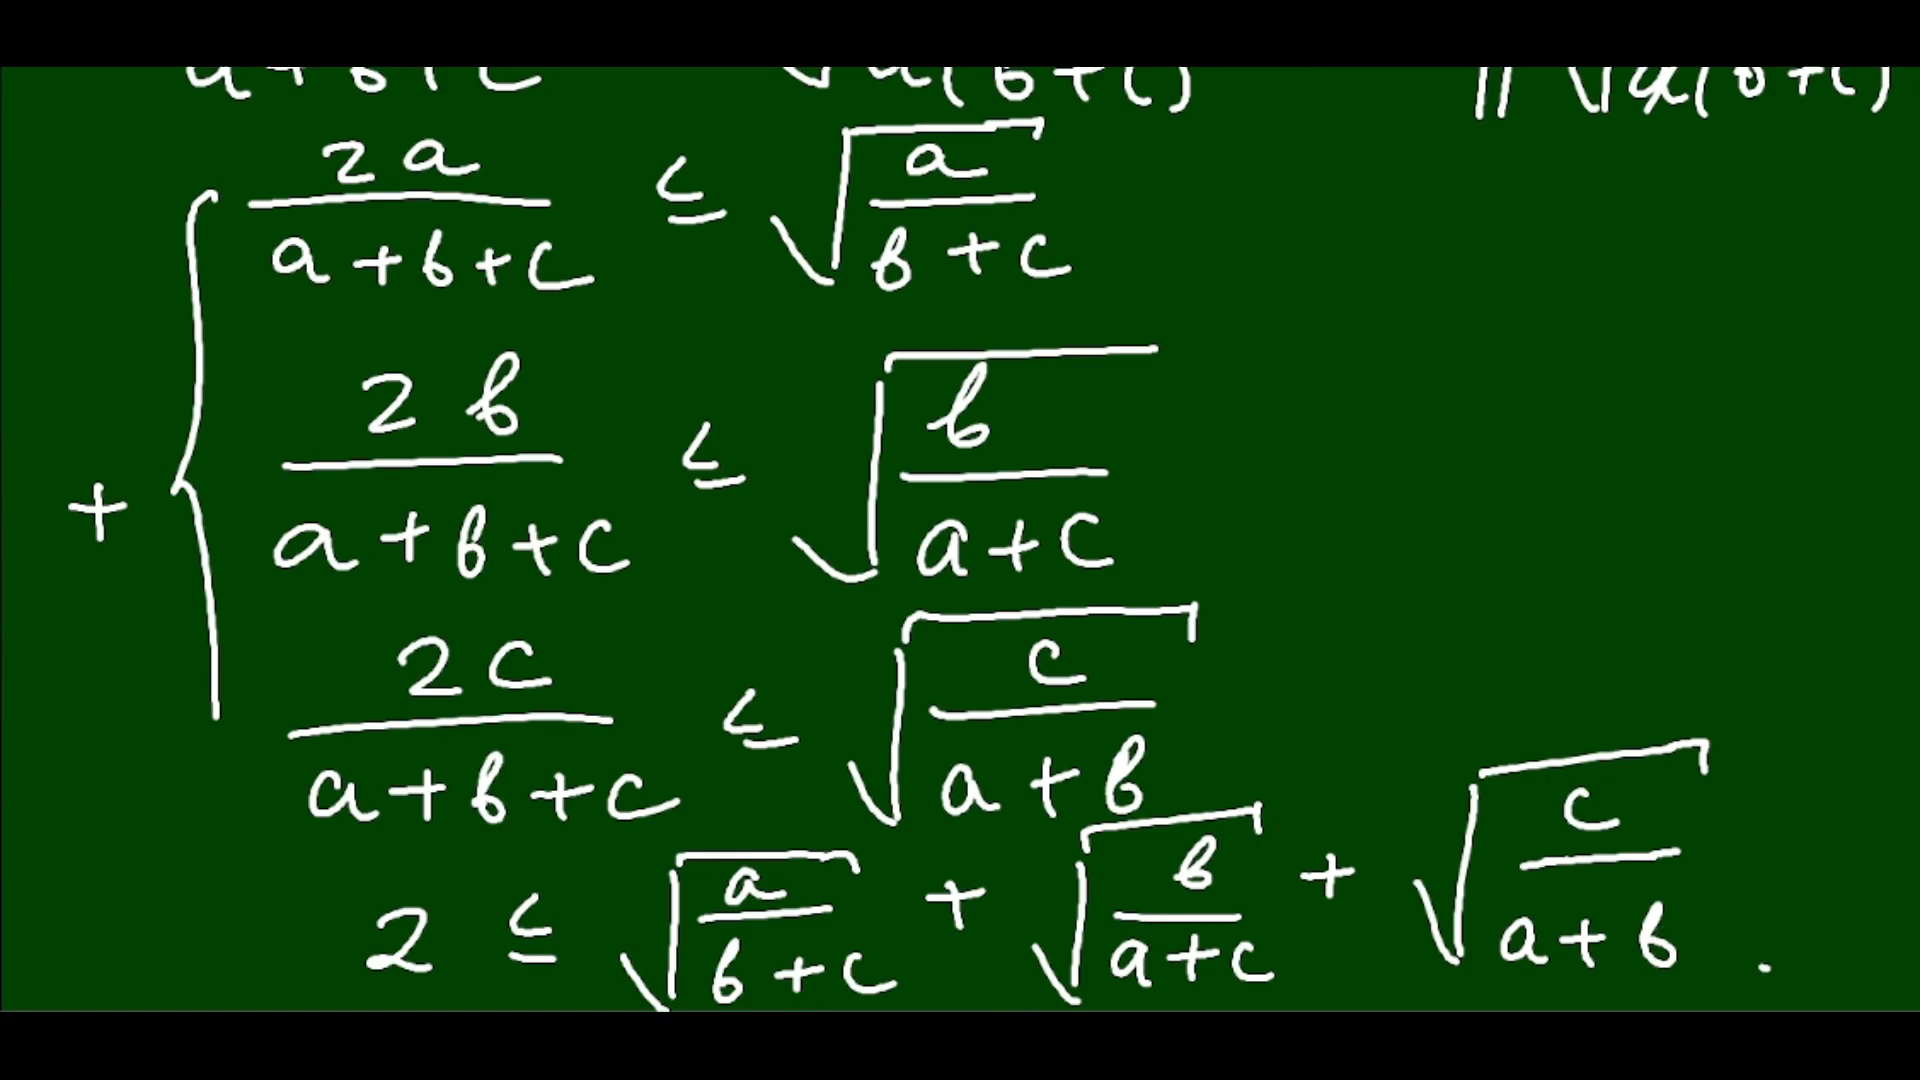 a+b+c √a(b+c) || √a(b+c)
2a/(a+b+c) ≤ √(a/(b+c))
+ { 2b/(a+b+c) ≤ √(b/(a+c))
2c/(a+b+c) ≤ √(c/(a+b))
2 ≤ √(a/(b+c)) + √(b/(a+c)) + √(c/(a+b)) .